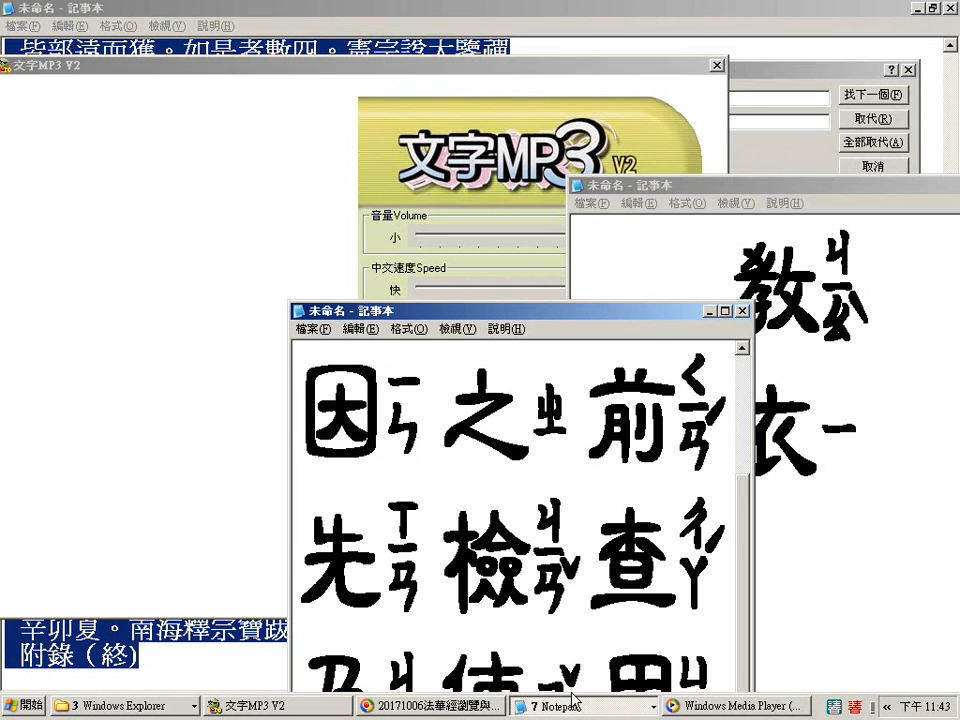 未命名 - 記事本
檔案(F) 編輯(E) 格式(O) 檢視(V) 說明(H)
文字MP3 V2
文字MP3 V2
音量Volume
小
中文速度Speed
快
找下一個(F)
取代(R)
全部取代(A)
取消
未命名 - 記事本
檔案(F) 編輯(E) 格式(O) 檢視(V) 說明(H)
教ㄐㄧㄠ
衣ㄧ
未命名 - 記事本
檔案(F) 編輯(E) 格式(O) 檢視(V) 說明(H)
因ㄧㄣ之ㄓ前ㄑㄧㄢˊ
先ㄒㄧㄢ檢ㄐㄧㄢˇ查ㄔㄚˊ
辛卯夏。南海釋宗寶跋
附錄（終)
開始
3 Windows Explorer
文字MP3 V2
20171006法華經瀏覽與...
7 Notepad
Windows Media Player (...
下午 11:43